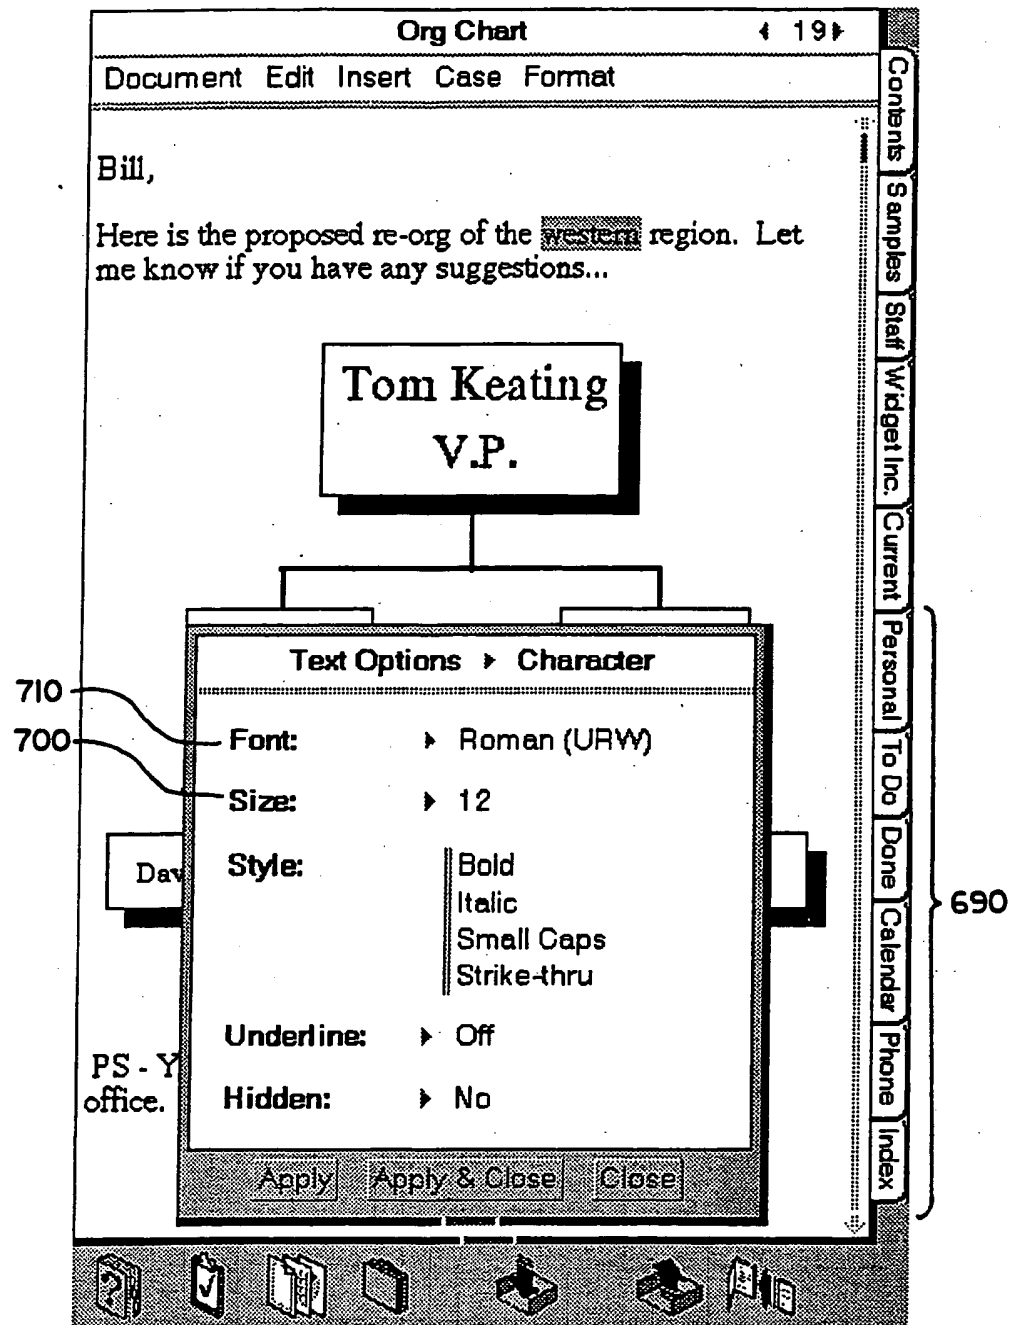 Org Chart 19
Document Edit Insert Case Format
Bill,
Here is the proposed re-org of the western region. Let
me know if you have any suggestions...
Tom Keating
V.P.
Text Options Character
710
Font: Roman (URW)
700
Size: 12
Style: Bold
Italic
Small Caps
Strike-thru
Underline: Off
Hidden: No
Apply Apply & Close Close
Dav
PS - Y
office.
Contents
Samples
Staff
Widget Inc.
Current
Personal
To Do
Done
Calendar
Phone
Index
690
?